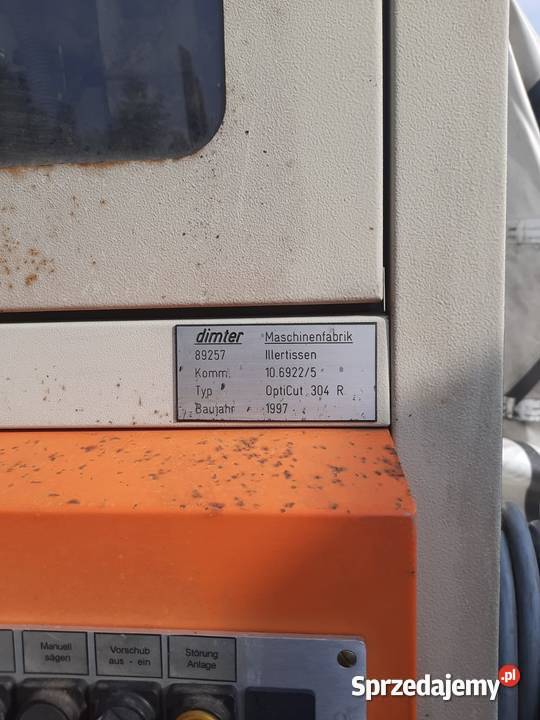 dimter Maschinenfabrik
89257 Illertissen
Komm. 10.6922/5
Typ OptiCut 304 R
Baujahr 1997
Manuell
sägen
Vorschub
aus - ein
Störung
Anlage
Sprzedajemy.pl